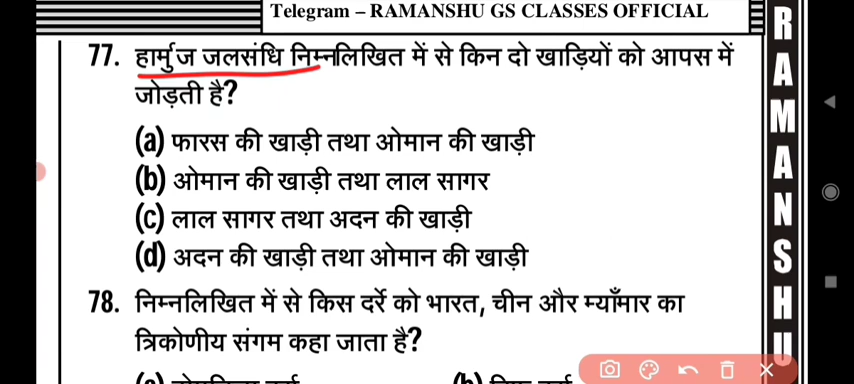 Telegram – RAMANSHU GS CLASSES OFFICIAL
77. हार्मुज जलसंधि निम्नलिखित में से किन दो खाड़ियों को आपस में
जोड़ती है?
(a) फारस की खाड़ी तथा ओमान की खाड़ी
(b) ओमान की खाड़ी तथा लाल सागर
(c) लाल सागर तथा अदन की खाड़ी
(d) अदन की खाड़ी तथा ओमान की खाड़ी
78. निम्नलिखित में से किस दर्रे को भारत, चीन और म्याँमार का
त्रिकोणीय संगम कहा जाता है?
RAMANSHU